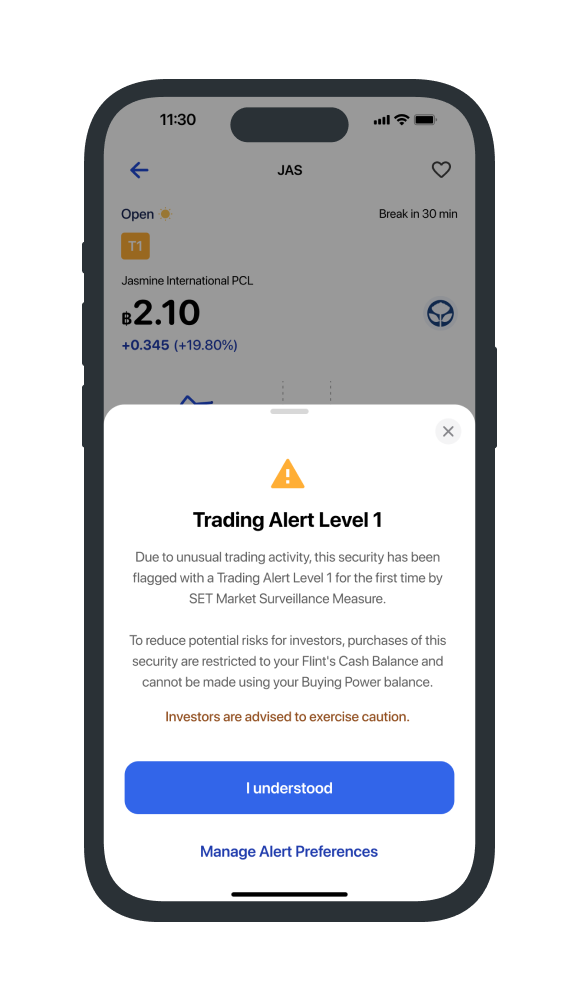 11:30
JAS
Open
Break in 30 min
T1
Jasmine International PCL
฿2.10
+0.345 (+19.80%)
Trading Alert Level 1
Due to unusual trading activity, this security has been
flagged with a Trading Alert Level 1 for the first time by
SET Market Surveillance Measure.
To reduce potential risks for investors, purchases of this
security are restricted to your Flint's Cash Balance and
cannot be made using your Buying Power balance.
Investors are advised to exercise caution.
I understood
Manage Alert Preferences